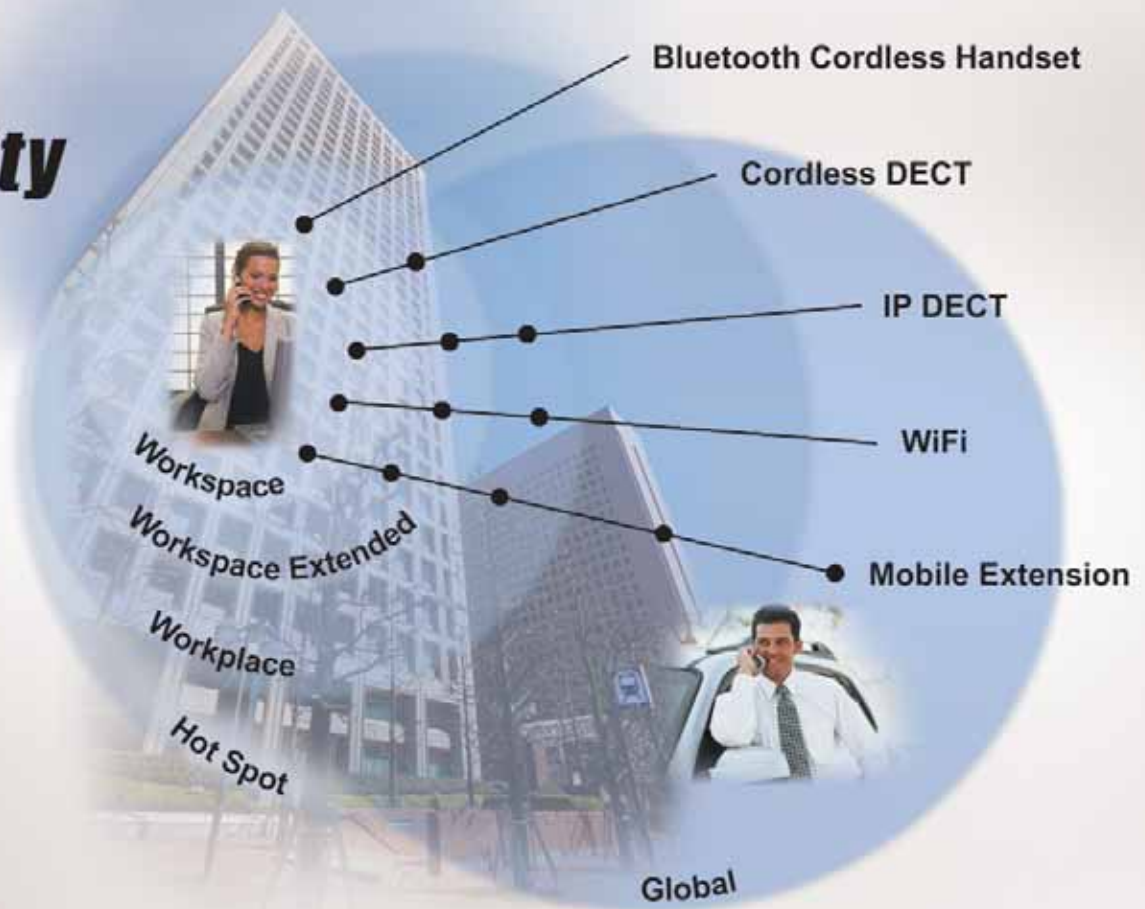 ty
Bluetooth Cordless Handset
Cordless DECT
IP DECT
WiFi
Mobile Extension
Workspace
Workspace Extended
Workplace
Hot Spot
Global